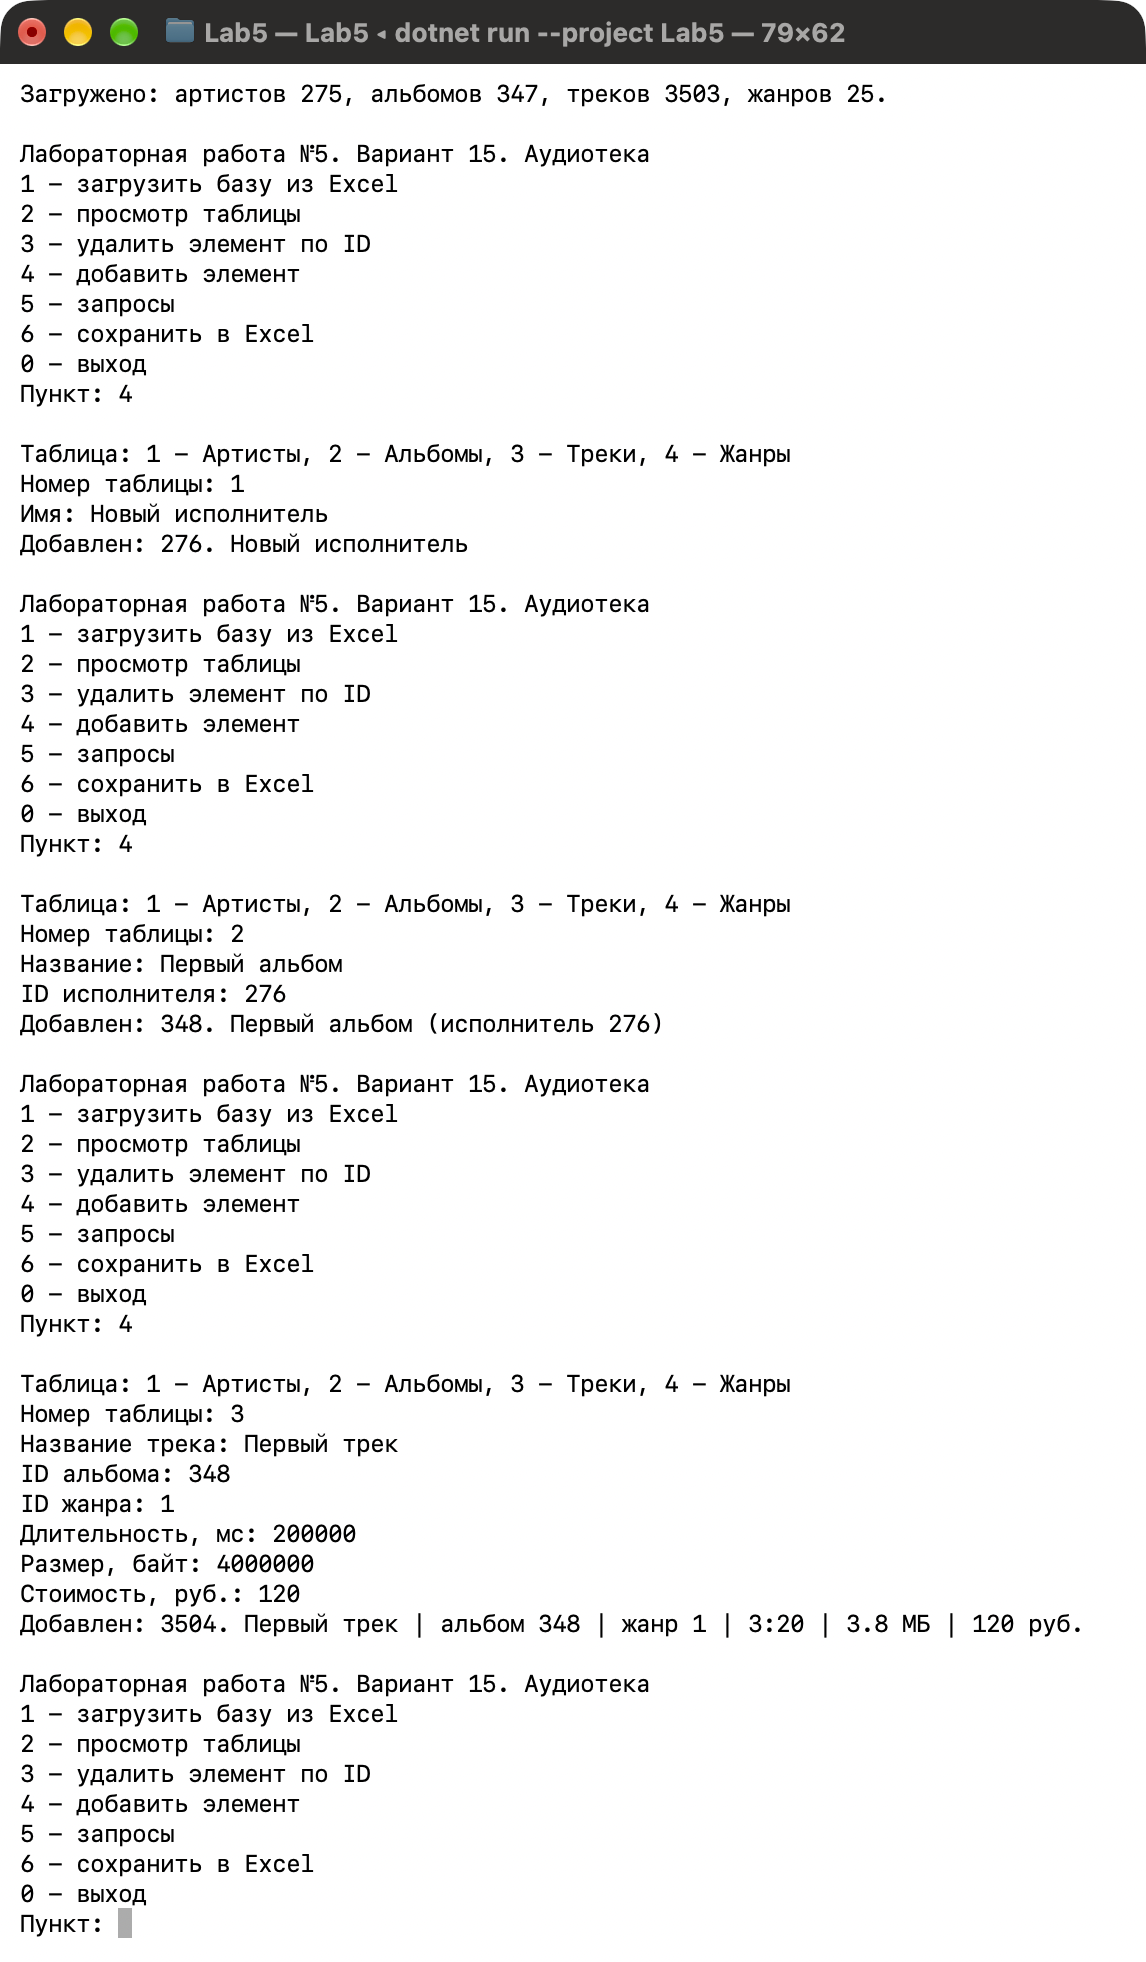 Lab5 — Lab5 ◂ dotnet run --project Lab5 — 79×62
Загружено: артистов 275, альбомов 347, треков 3503, жанров 25.
Лабораторная работа №5. Вариант 15. Аудиотека
1 — загрузить базу из Excel
2 — просмотр таблицы
3 — удалить элемент по ID
4 — добавить элемент
5 — запросы
6 — сохранить в Excel
0 — выход
Пункт: 4
Таблица: 1 — Артисты, 2 — Альбомы, 3 — Треки, 4 — Жанры
Номер таблицы: 1
Имя: Новый исполнитель
Добавлен: 276. Новый исполнитель
Лабораторная работа №5. Вариант 15. Аудиотека
1 — загрузить базу из Excel
2 — просмотр таблицы
3 — удалить элемент по ID
4 — добавить элемент
5 — запросы
6 — сохранить в Excel
0 — выход
Пункт: 4
Таблица: 1 — Артисты, 2 — Альбомы, 3 — Треки, 4 — Жанры
Номер таблицы: 2
Название: Первый альбом
ID исполнителя: 276
Добавлен: 348. Первый альбом (исполнитель 276)
Лабораторная работа №5. Вариант 15. Аудиотека
1 — загрузить базу из Excel
2 — просмотр таблицы
3 — удалить элемент по ID
4 — добавить элемент
5 — запросы
6 — сохранить в Excel
0 — выход
Пункт: 4
Таблица: 1 — Артисты, 2 — Альбомы, 3 — Треки, 4 — Жанры
Номер таблицы: 3
Название трека: Первый трек
ID альбома: 348
ID жанра: 1
Длительность, мс: 200000
Размер, байт: 4000000
Стоимость, руб.: 120
Добавлен: 3504. Первый трек | альбом 348 | жанр 1 | 3:20 | 3.8 МБ | 120 руб.
Лабораторная работа №5. Вариант 15. Аудиотека
1 — загрузить базу из Excel
2 — просмотр таблицы
3 — удалить элемент по ID
4 — добавить элемент
5 — запросы
6 — сохранить в Excel
0 — выход
Пункт: